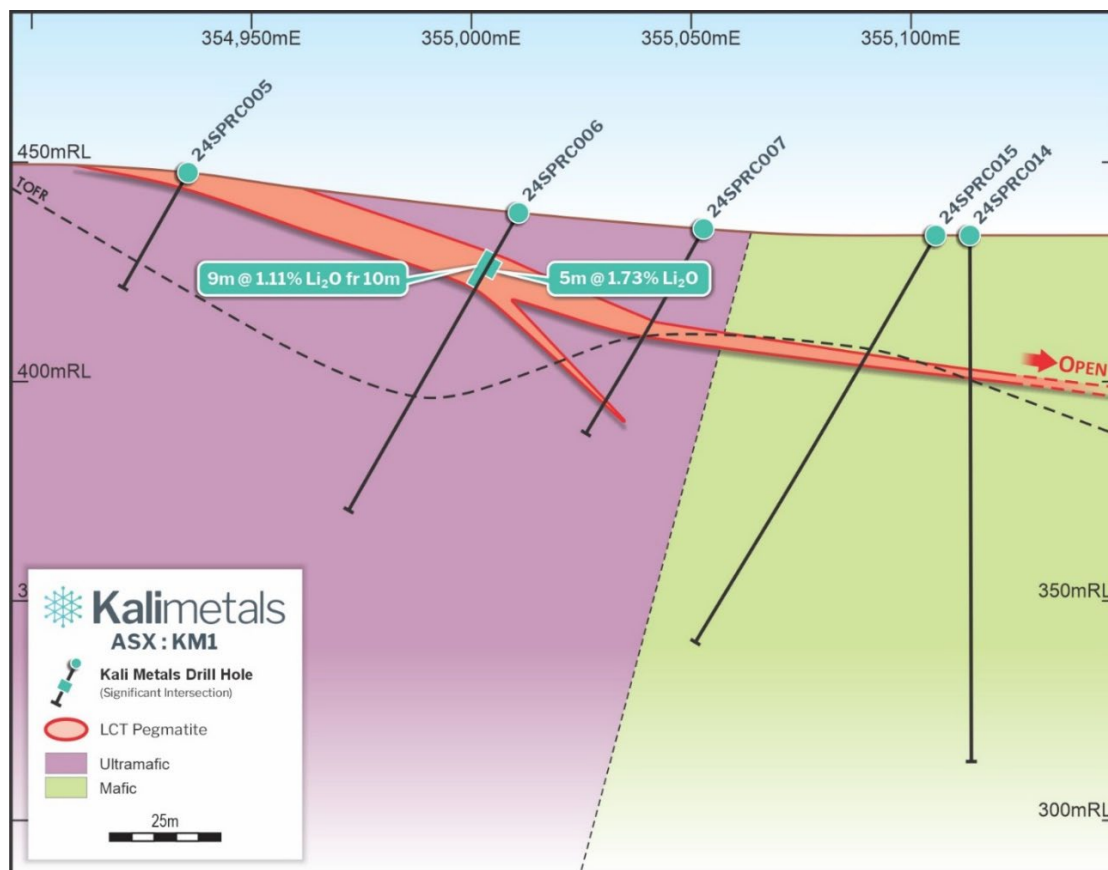 354,950mE
355,000mE
355,050mE
355,100mE
24SPRC005
24SPRC006
24SPRC007
24SPRC015
24SPRC014
450mRL
TOFR
9m @ 1.11% Li₂O fr 10m
5m @ 1.73% Li₂O
400mRL
OPEN
3
350mRL
300mRL
Kalimetals
ASX : KM1
Kali Metals Drill Hole
(Significant Intersection)
LCT Pegmatite
Ultramafic
Mafic
25m